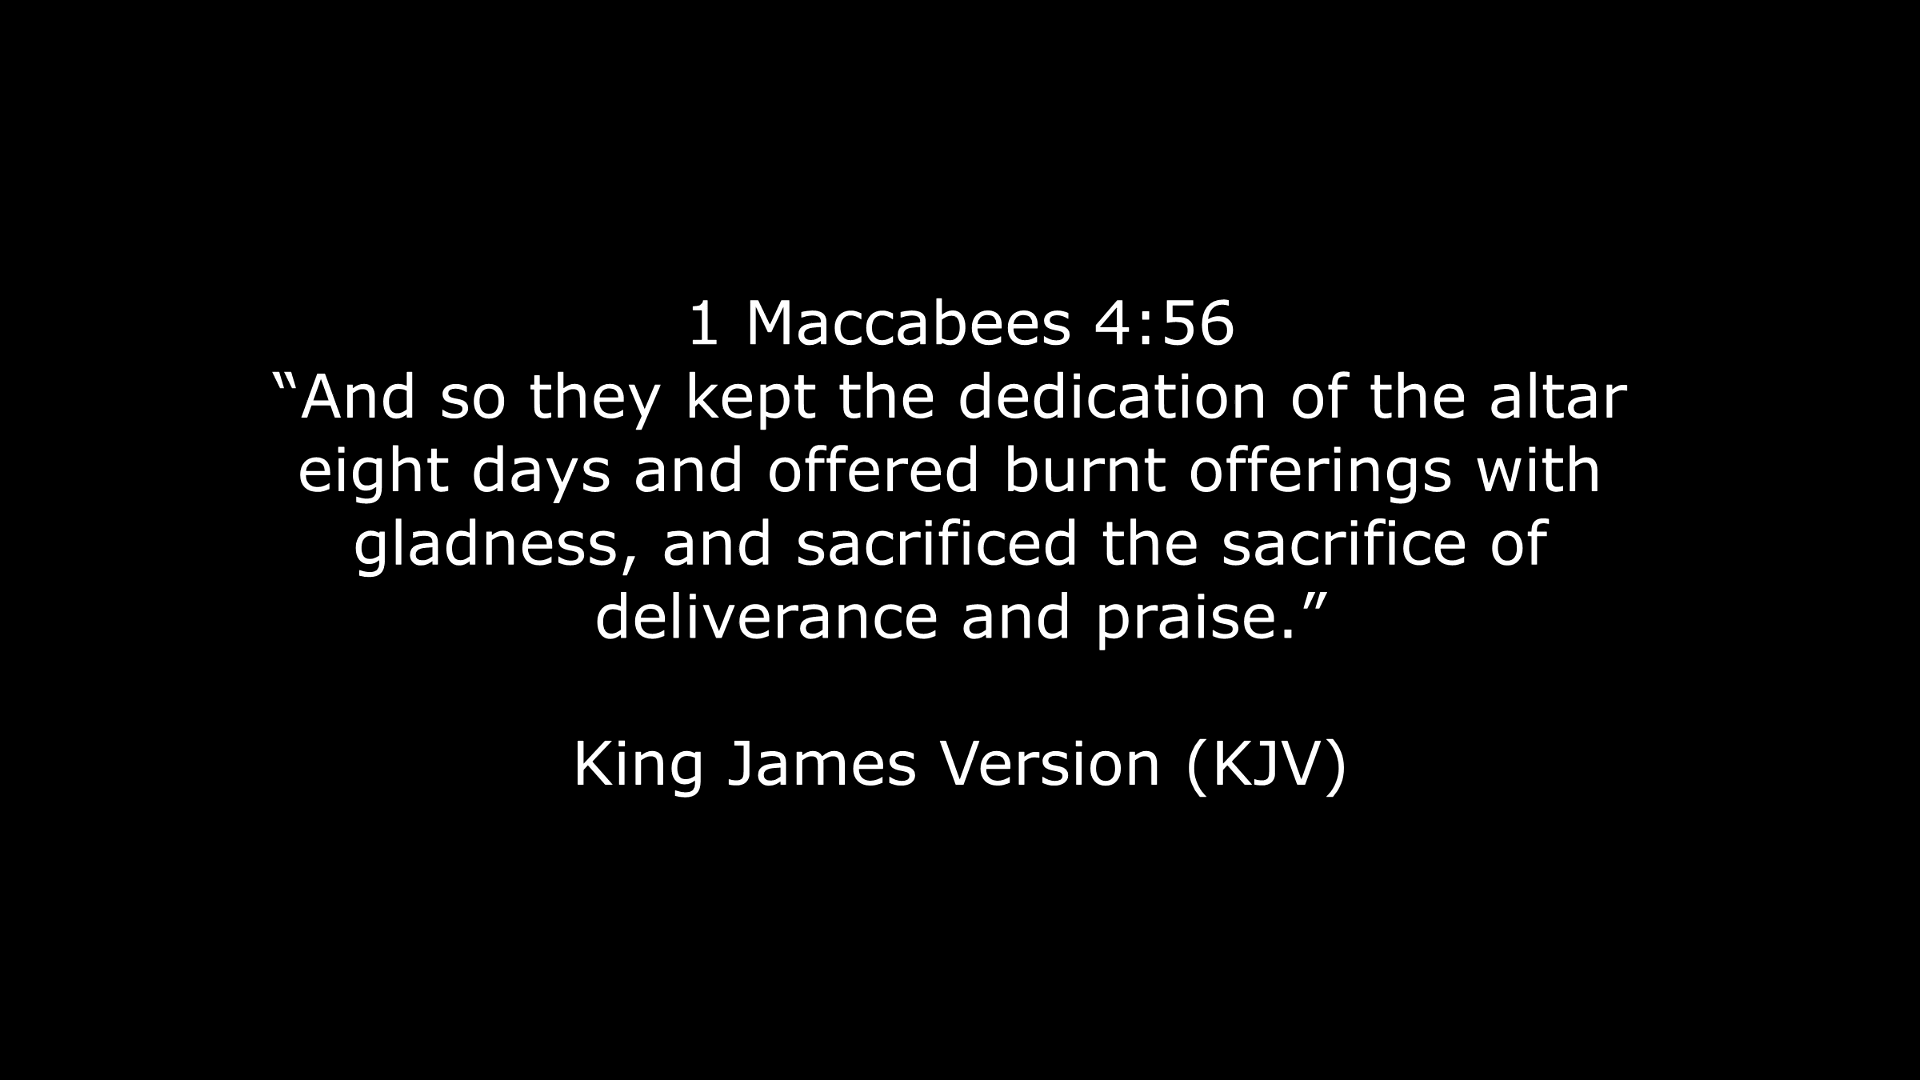 1 Maccabees 4:56
“And so they kept the dedication of the altar
eight days and offered burnt offerings with
gladness, and sacrificed the sacrifice of
deliverance and praise.”
King James Version (KJV)